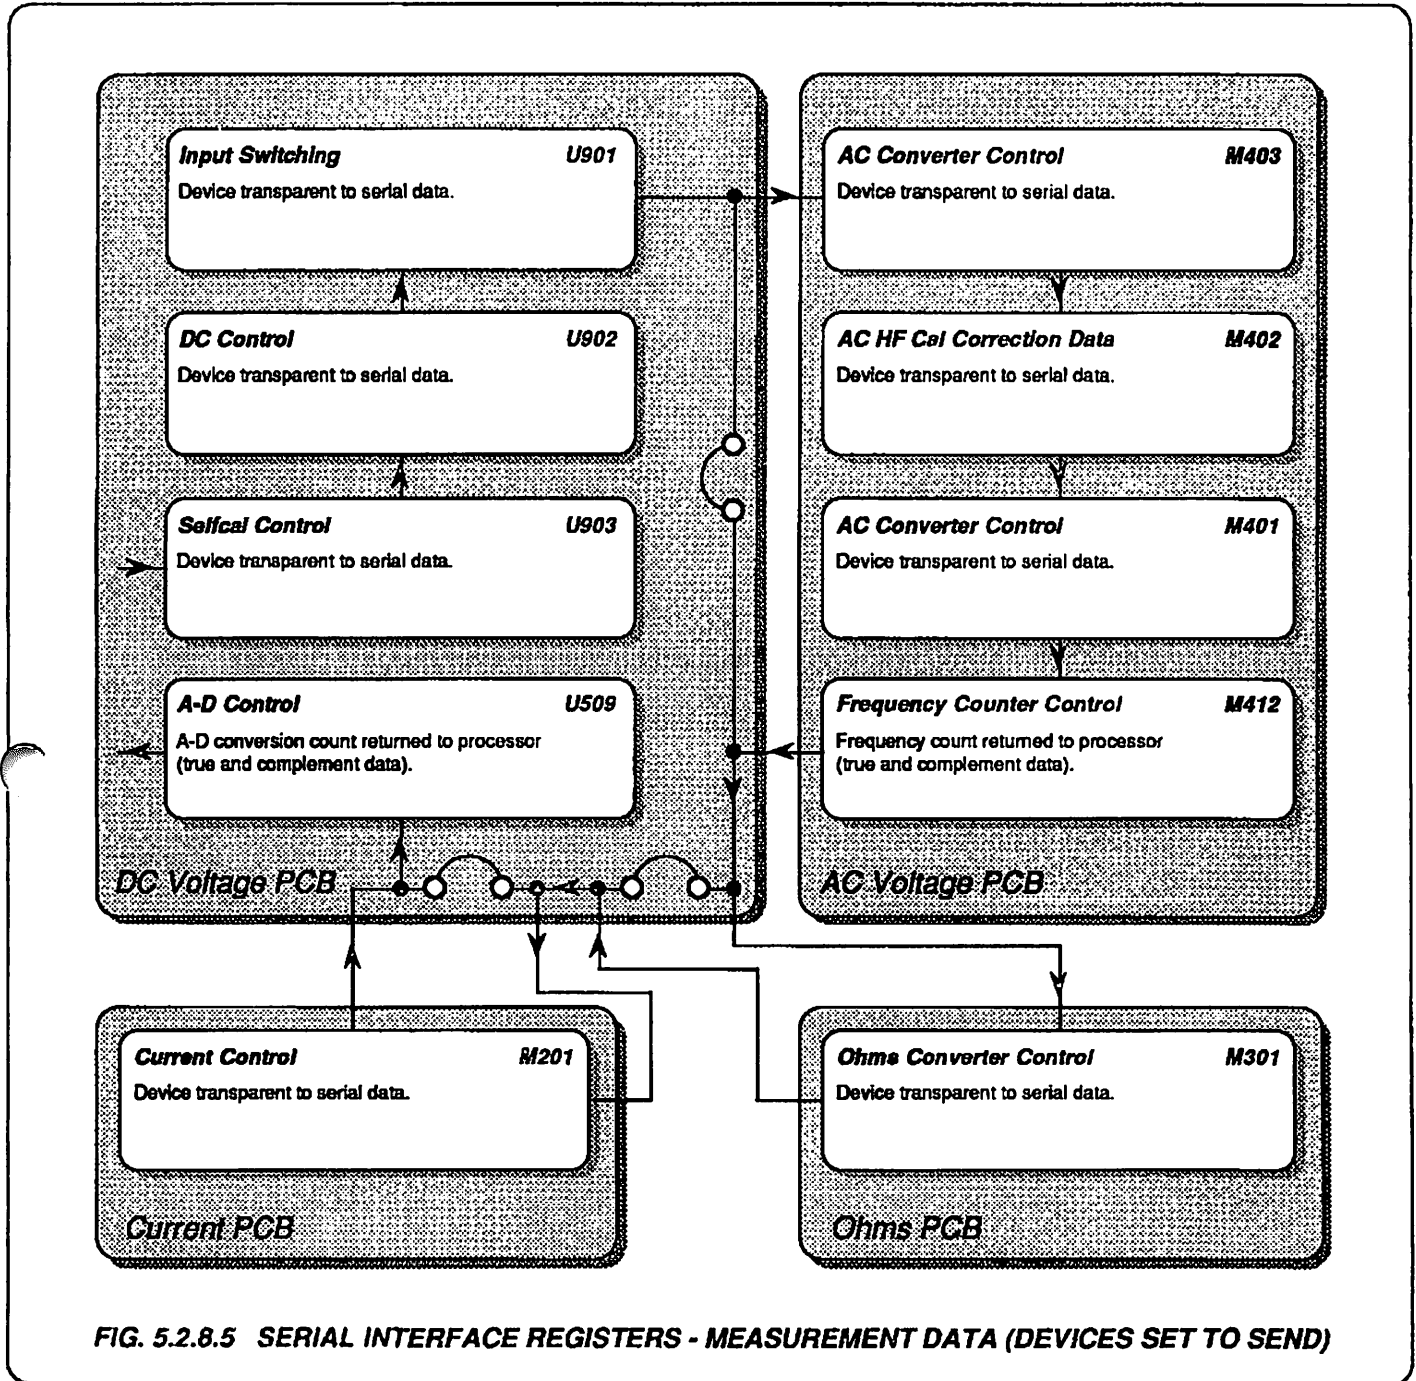 Input Switching U901
Device transparent to serial data.
DC Control U902
Device transparent to serial data.
Selfcal Control U903
Device transparent to serial data.
A-D Control U509
A-D conversion count returned to processor
(true and complement data).
DC Voltage PCB
AC Converter Control M403
Device transparent to serial data.
AC HF Cal Correction Data M402
Device transparent to serial data.
AC Converter Control M401
Device transparent to serial data.
Frequency Counter Control M412
Frequency count returned to processor
(true and complement data).
AC Voltage PCB
Current Control M201
Device transparent to serial data.
Current PCB
Ohms Converter Control M301
Device transparent to serial data.
Ohms PCB
FIG. 5.2.8.5 SERIAL INTERFACE REGISTERS - MEASUREMENT DATA (DEVICES SET TO SEND)